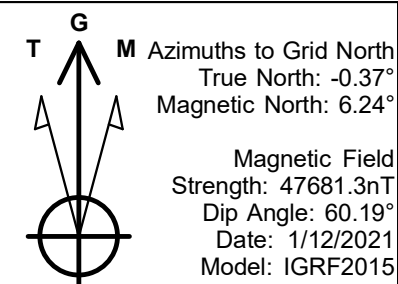 G
T M
Azimuths to Grid North
True North: -0.37°
Magnetic North: 6.24°
Magnetic Field
Strength: 47681.3nT
Dip Angle: 60.19°
Date: 1/12/2021
Model: IGRF2015